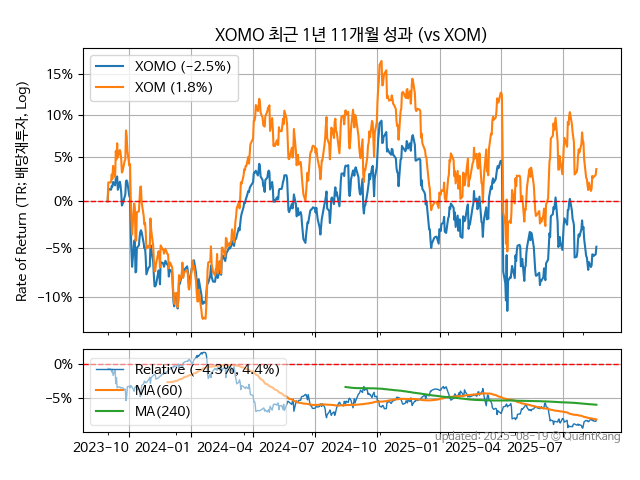 XOMO 최근 1년 11개월 성과 (vs XOM)
Rate of Return (TR: 배당재투자, Log)
15%
10%
5%
0%
−5%
−10%
XOMO (−2.5%)
XOM (1.8%)
0%
−5%
Relative (−4.3%, 4.4%)
MA(60)
MA(240)
2023-10 2024-01 2024-04 2024-07 2024-10 2025-01 2025-04 2025-07
updated: 2025-08-19 © QuantKang